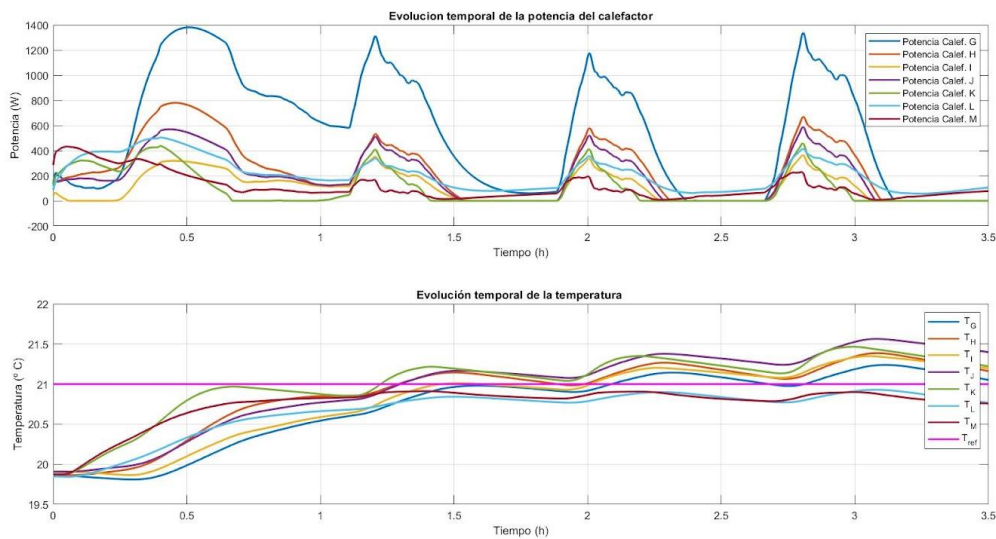 Evolucion temporal de la potencia del calefactor
Potencia (W)
1400
1200
1000
800
600
400
200
0
-200
0
0.5
1
1.5
2
2.5
3
3.5
Tiempo (h)
Potencia Calef. G
Potencia Calef. H
Potencia Calef. I
Potencia Calef. J
Potencia Calef. K
Potencia Calef. L
Potencia Calef. M
Evolución temporal de la temperatura
Temperatura (º C)
22
21.5
21
20.5
20
19.5
0
0.5
1
1.5
2
2.5
3
3.5
Tiempo (h)
T_G
T_H
T_I
T_J
T_K
T_L
T_M
T_ref